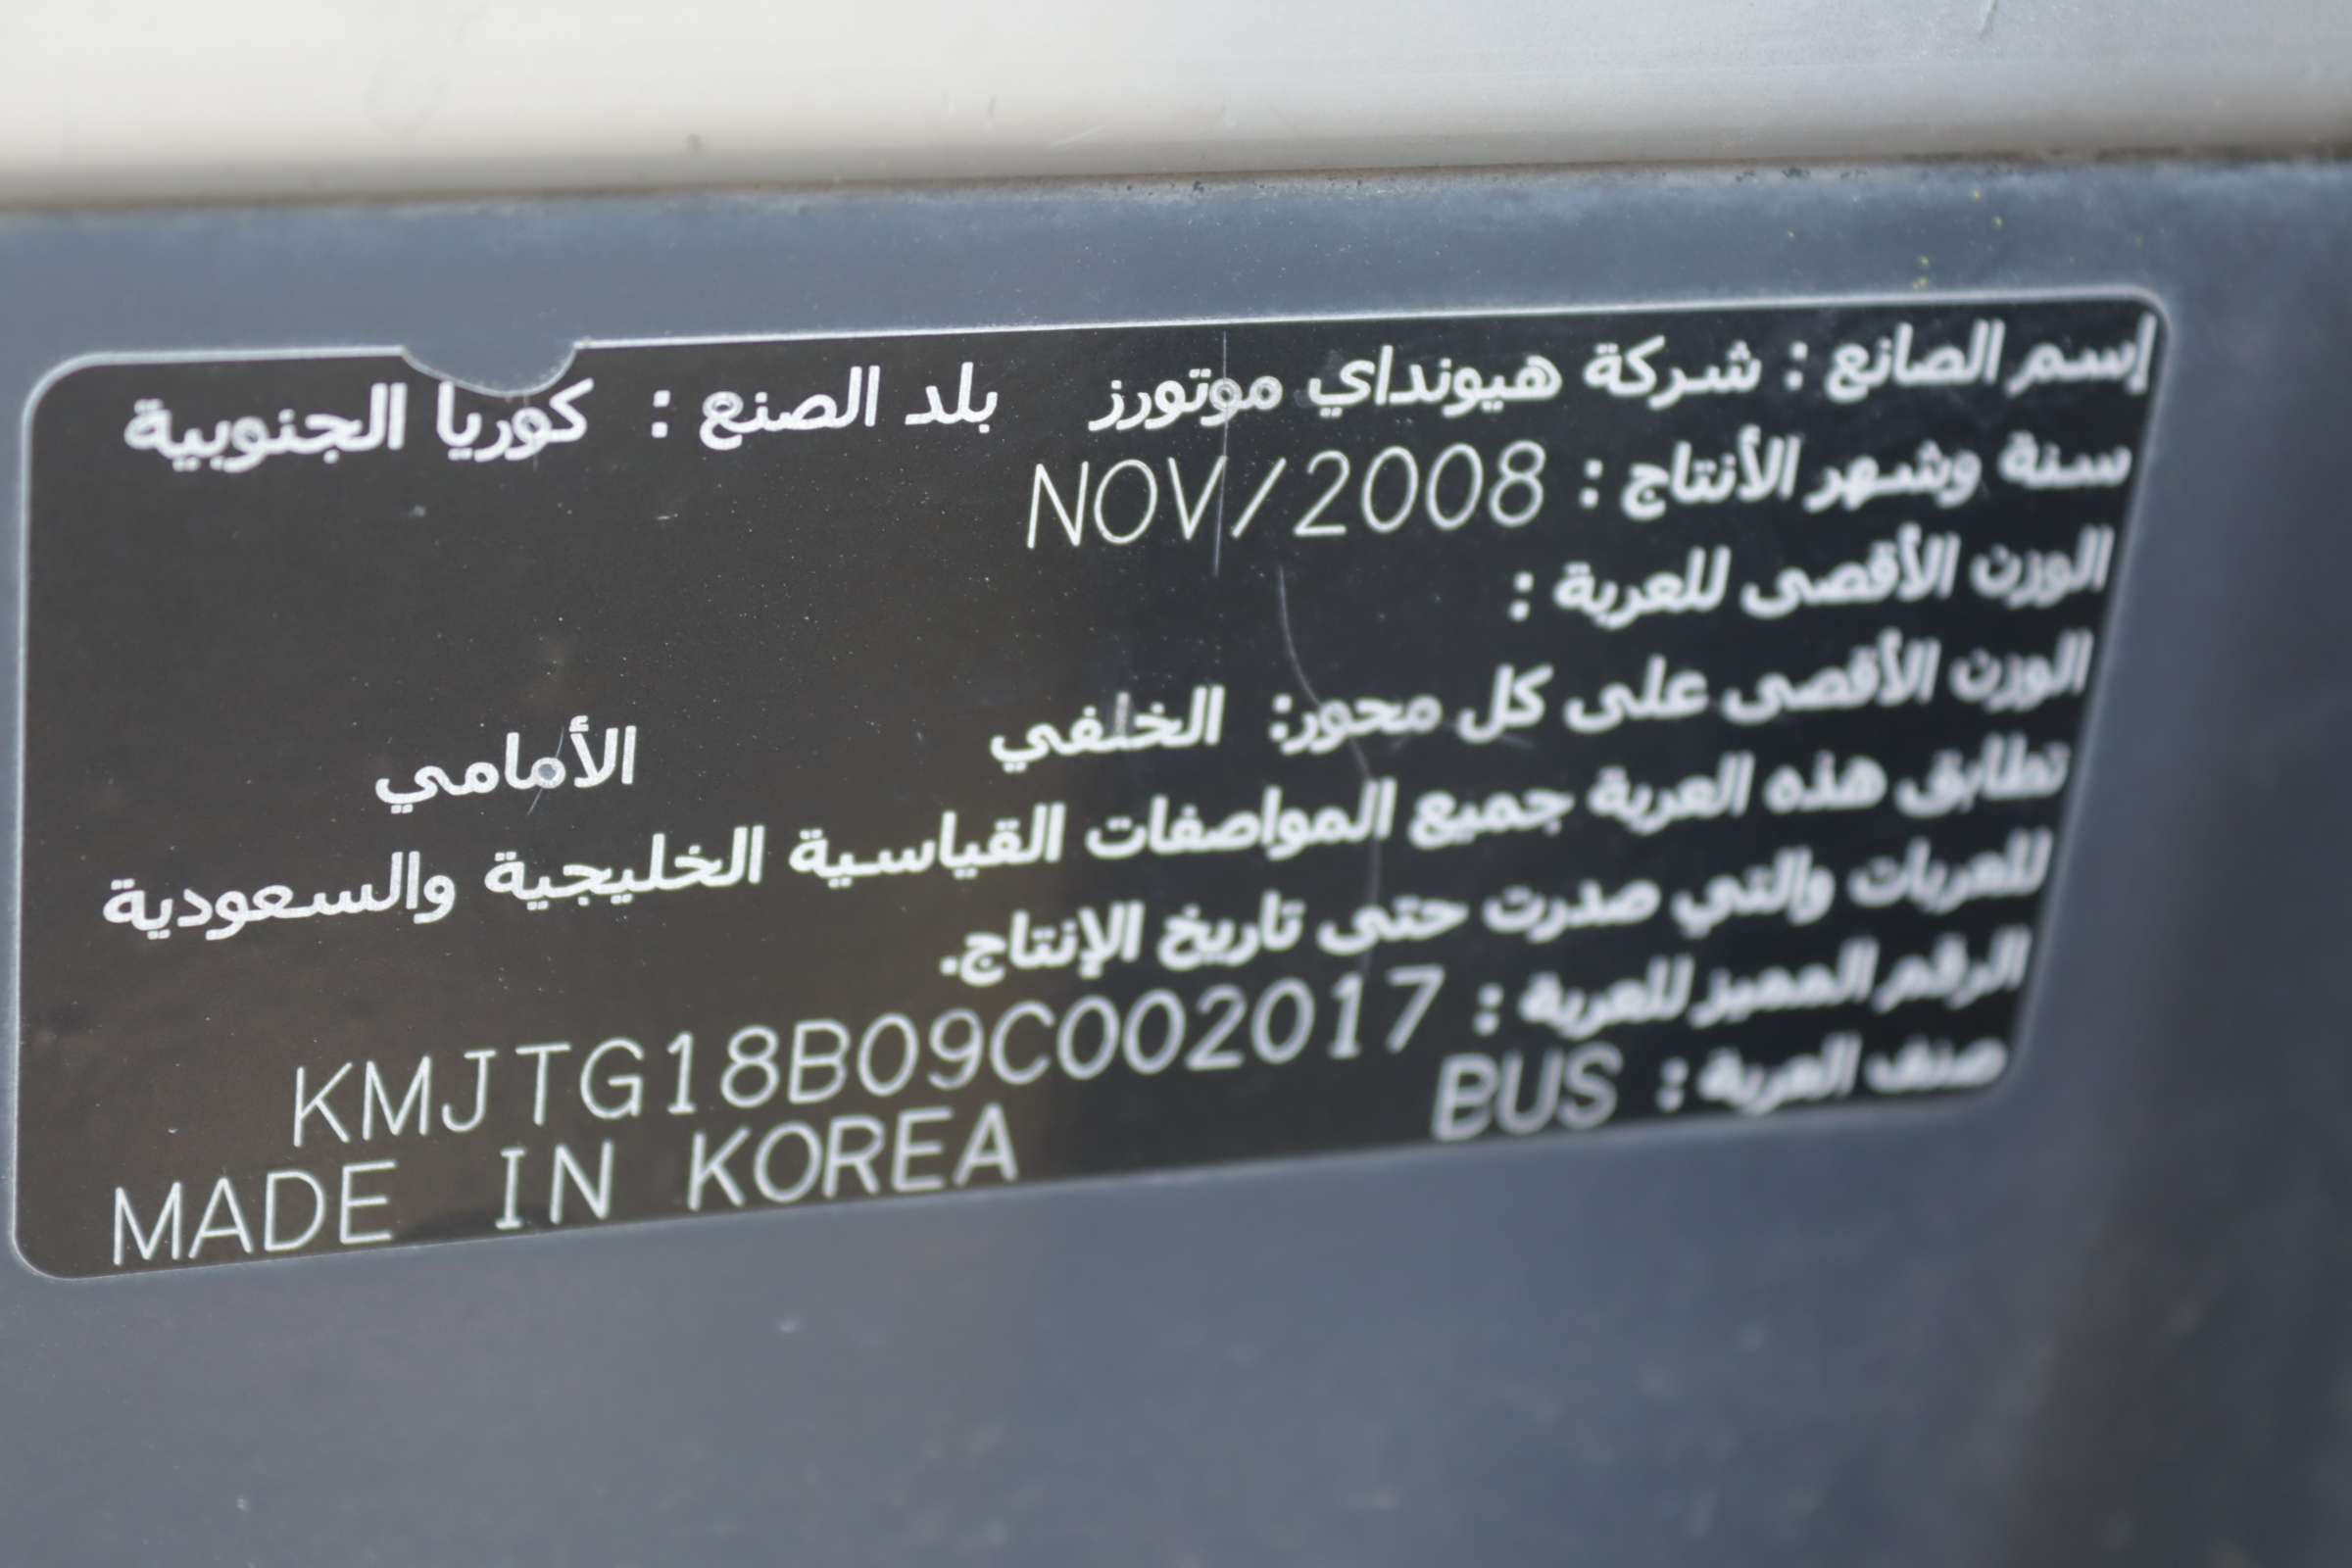 إسم الصانع : شركة هيونداي موتورز بلد الصنع : كوريا الجنوبية
سنة وشهر الأنتاج : NOV/2008
الوزن الأقصى للعربة :
الوزن الأقصى على كل محور: الخلفي الأمامي
تطابق هذه العربة جميع المواصفات القياسية الخليجية والسعودية
للعربات والتي صدرت حتى تاريخ الإنتاج.
الرقم المميز للعربة : KMJTG18B09C002017
صنف العربة : BUS MADE IN KOREA